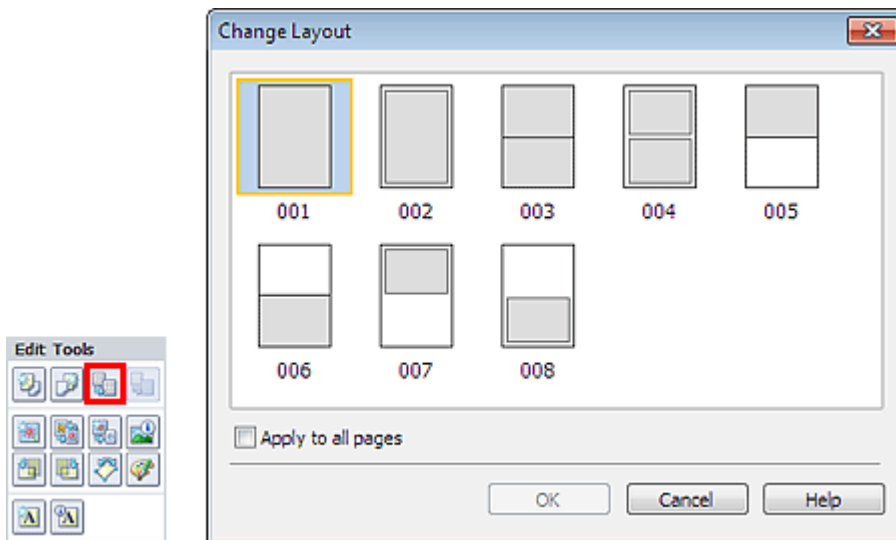 Change Layout
001 002 003 004 005
006 007 008
Edit Tools
Apply to all pages
OK Cancel Help